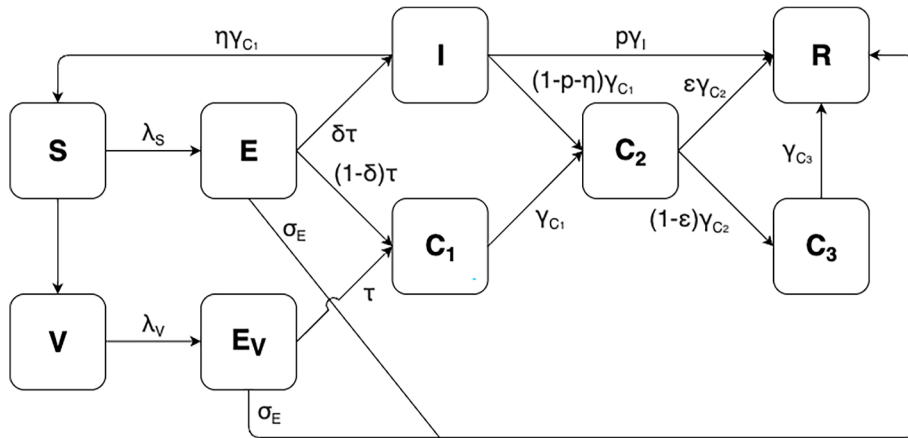 ηγC₁
I
pγI
R
(1-p-η)γC₁
εγC₂
S
λS
E
δτ
C₂
γC₃
(1-δ)τ
σE
C₁
γC₁
(1-ε)γC₂
C₃
τ
V
λV
EV
σE